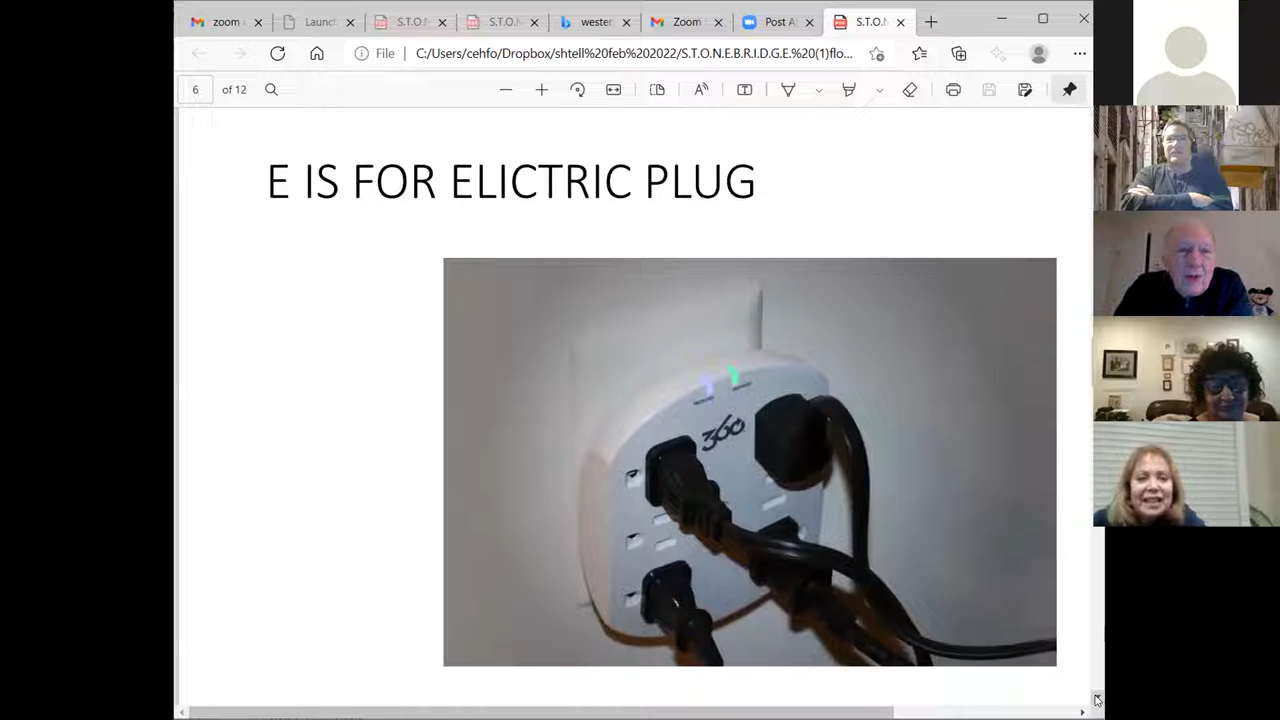 zoom
Launc
S.T.O.
S.T.O.N
wester
Zoom
Post A
S.T.O.N
File
C:/Users/cehfo/Dropbox/shtell%20feb%202022/S.T.O.N.E.B.R.I.D.G.E.%20(1)flo...
6 of 12
E IS FOR ELICTRIC PLUG
360